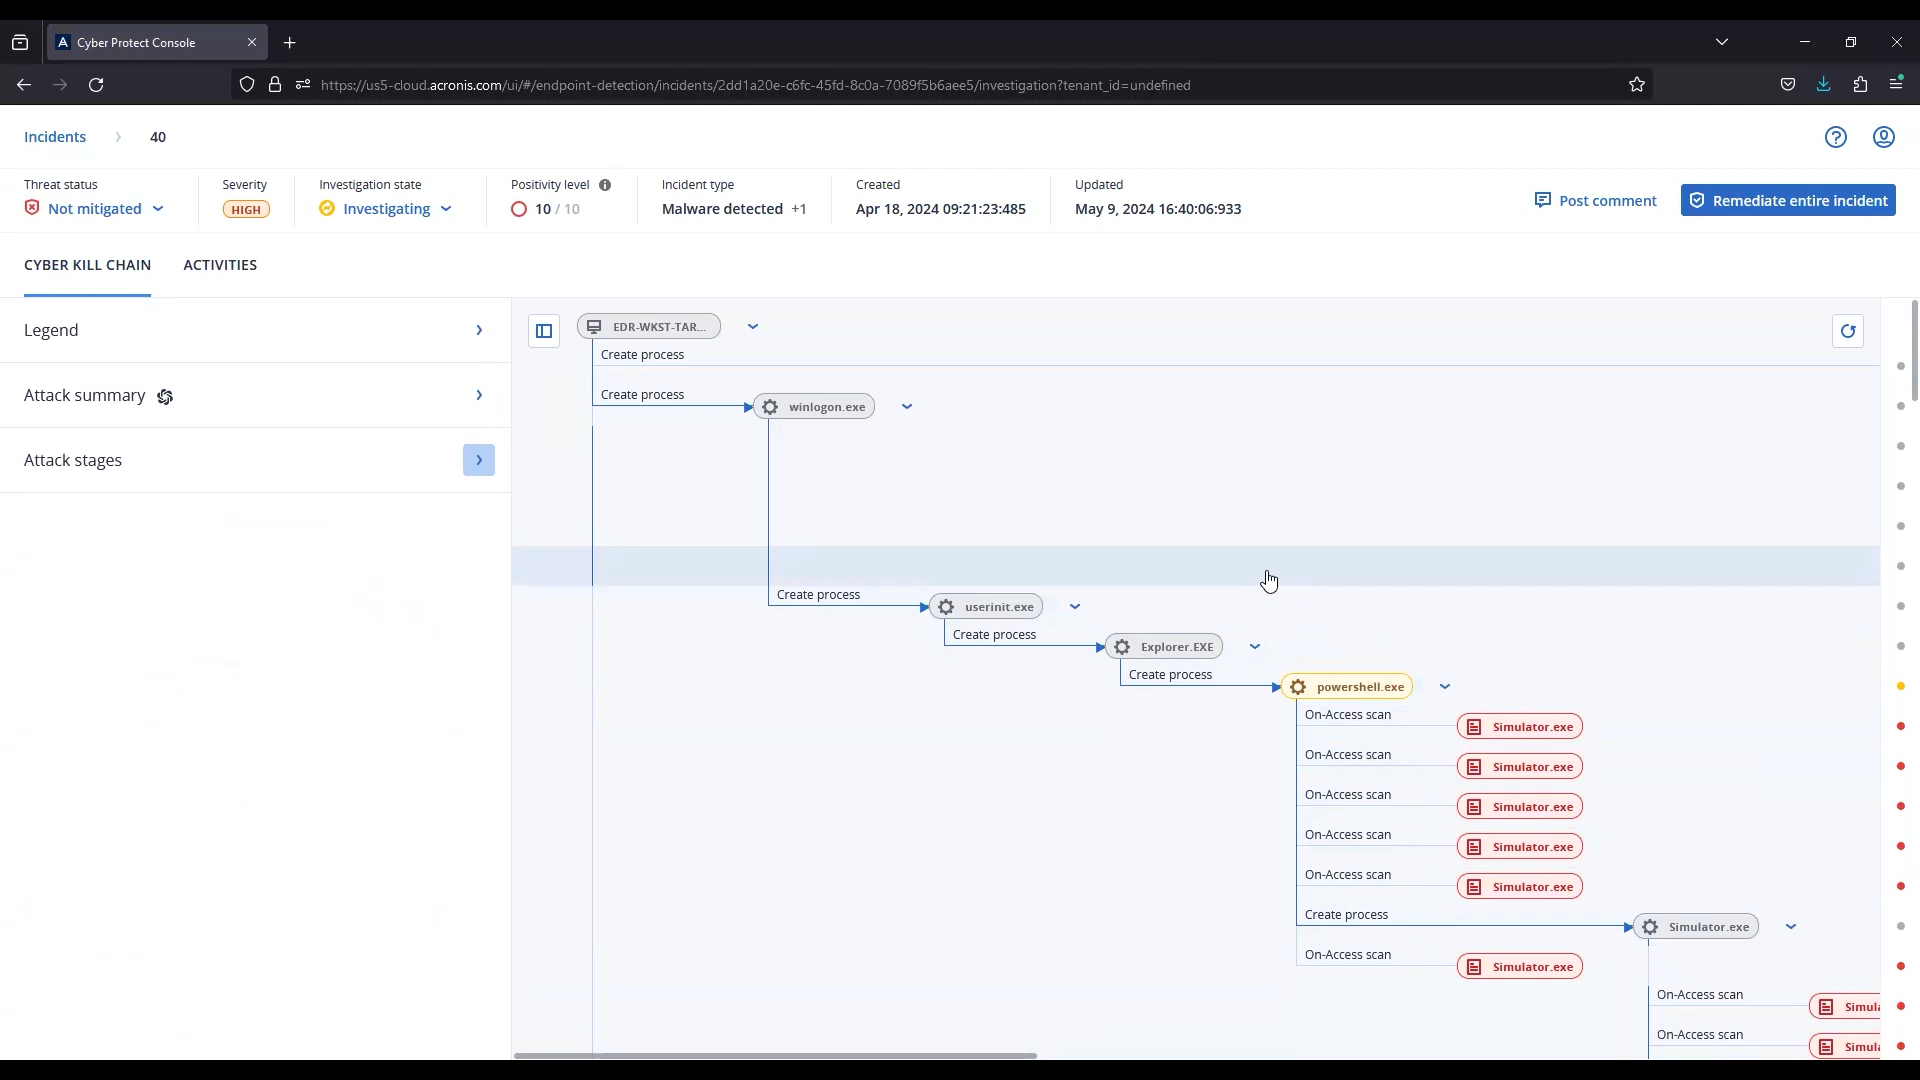 Cyber Protect Console
https://us5-cloud.acronis.com/ui/#/endpoint-detection/incidents/2dd1a20e-c6fc-45fd-8c0a-7089f5b6aee5/investigation?tenant_id=undefined
Incidents > 40
Threat status
Not mitigated
Severity
HIGH
Investigation state
Investigating
Positivity level
10 / 10
Incident type
Malware detected +1
Created
Apr 18, 2024 09:21:23:485
Updated
May 9, 2024 16:40:06:933
Post comment
Remediate entire incident
CYBER KILL CHAIN
ACTIVITIES
Legend
Attack summary
Attack stages
EDR-WKST-TAR...
Create process
Create process
winlogon.exe
Create process
userinit.exe
Create process
Explorer.EXE
Create process
powershell.exe
On-Access scan
Simulator.exe
On-Access scan
Simulator.exe
On-Access scan
Simulator.exe
On-Access scan
Simulator.exe
On-Access scan
Simulator.exe
Create process
Simulator.exe
On-Access scan
Simulator.exe
On-Access scan
Simula
On-Access scan
Simula